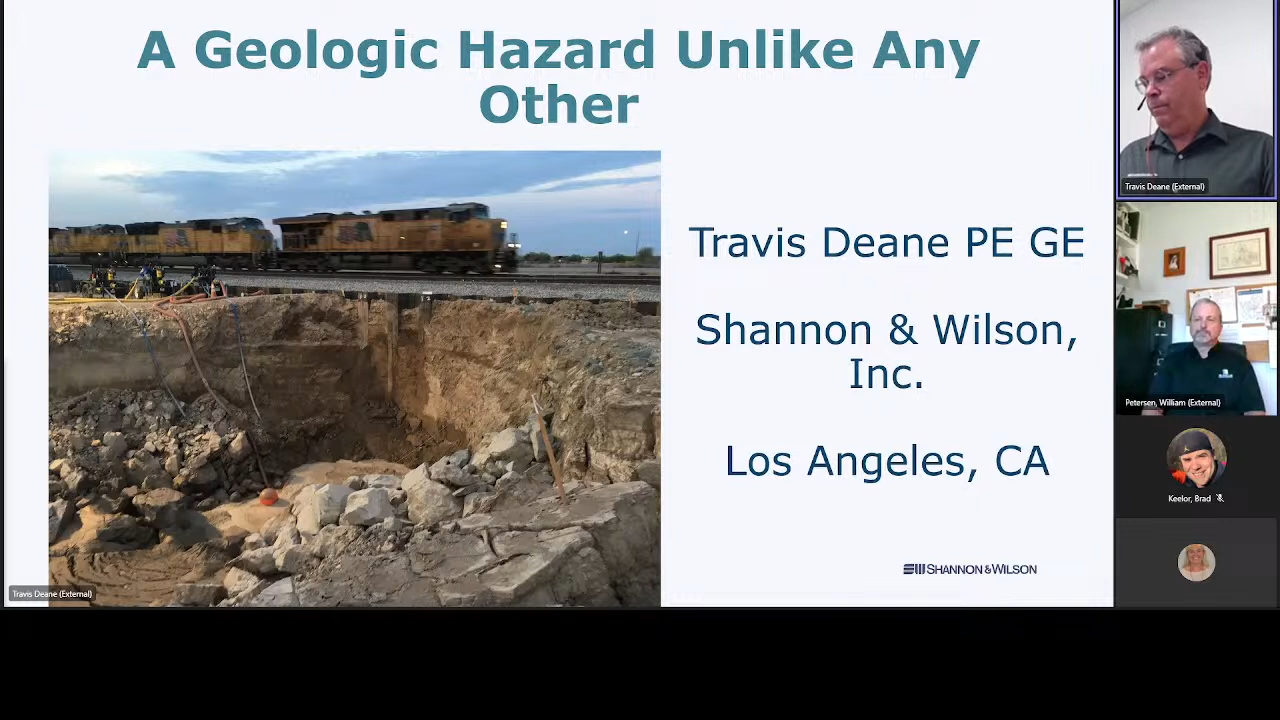 A Geologic Hazard Unlike Any
Other
Travis Deane PE GE
Shannon & Wilson,
Inc.
Los Angeles, CA
SHANNON & WILSON
Travis Deane (External)
Travis Deane (External)
Petersen, William (External)
Keelor, Brad